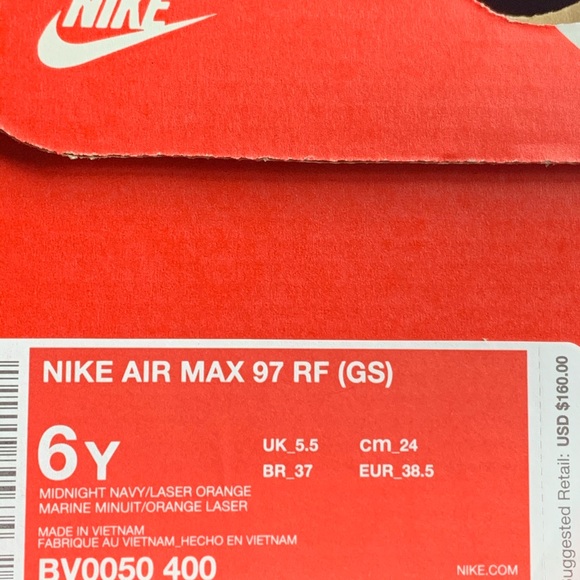 NIKE
NIKE AIR MAX 97 RF (GS)
6Y
UK_5.5 cm_24
BR_37 EUR_38.5
MIDNIGHT NAVY/LASER ORANGE
MARINE MINUIT/ORANGE LASER
MADE IN VIETNAM
FABRIQUE AU VIETNAM_HECHO EN VIETNAM
BV0050 400
NIKE.COM
uggested Retail: USD $160.00